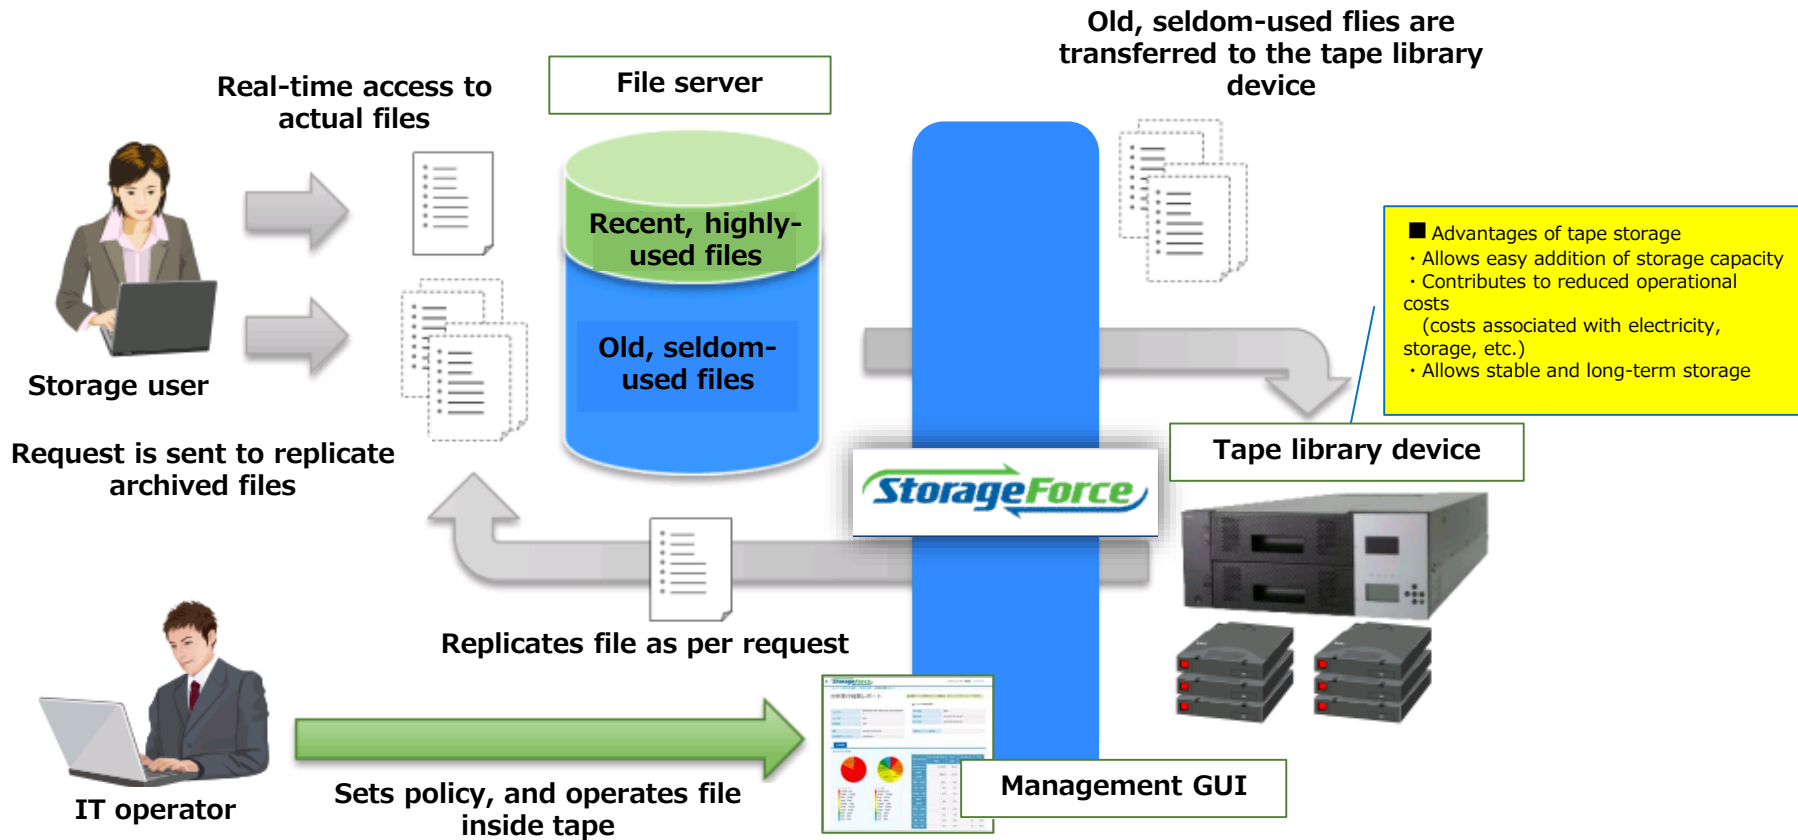 Old, seldom-used flies are
transferred to the tape library
device
File server
Real-time access to
actual files
Recent, highly-
used files
Old, seldom-
used files
Storage user
Request is sent to replicate
archived files
■ Advantages of tape storage
・Allows easy addition of storage capacity
・Contributes to reduced operational
costs
(costs associated with electricity,
storage, etc.)
・Allows stable and long-term storage
Tape library device
StorageForce
Replicates file as per request
StorageForce
Management GUI
IT operator
Sets policy, and operates file
inside tape